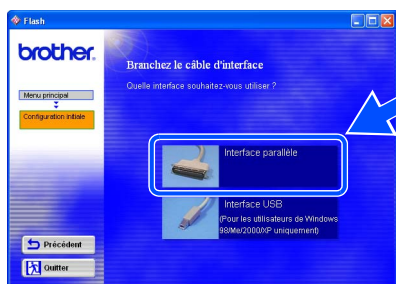 Flash
brother.
Menu principal
Configuration initiale
Branchez le câble d'interface
Quelle interface souhaitez-vous utiliser ?
Interface parallèle
Interface USB
(Pour les utilisateurs de Windows
98/Me/2000/XP uniquement)
Précédent
Quitter